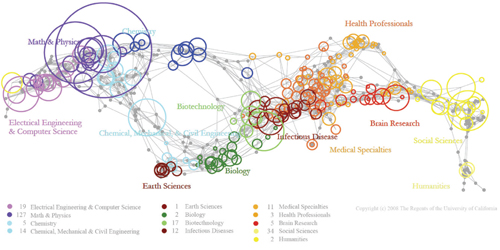 Health Professionals
Chemistry
Math & Physics
Biotechnology
Electrical Engineering
& Computer Science
Chemical, Mechanical & Civil Engineering
Infectious Disease
Brain Research
Medical Specialties
Social Sciences
Biology
Earth Sciences
Humanities
19 Electrical Engineering & Computer Science
127 Math & Physics
5 Chemistry
14 Chemical, Mechanical & Civil Engineering
1 Earth Sciences
2 Biology
17 Biotechnology
12 Infectious Diseases
11 Medical Specialties
3 Health Professionals
5 Brain Research
34 Social Sciences
2 Humanities
Copyright (c) 2008 The Regents of the University of California